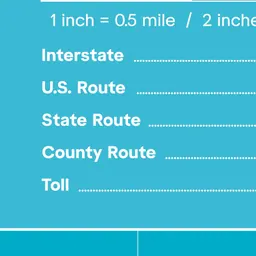 1 inch = 0.5 mile / 2 inche
Interstate
U.S. Route
State Route
County Route
Toll